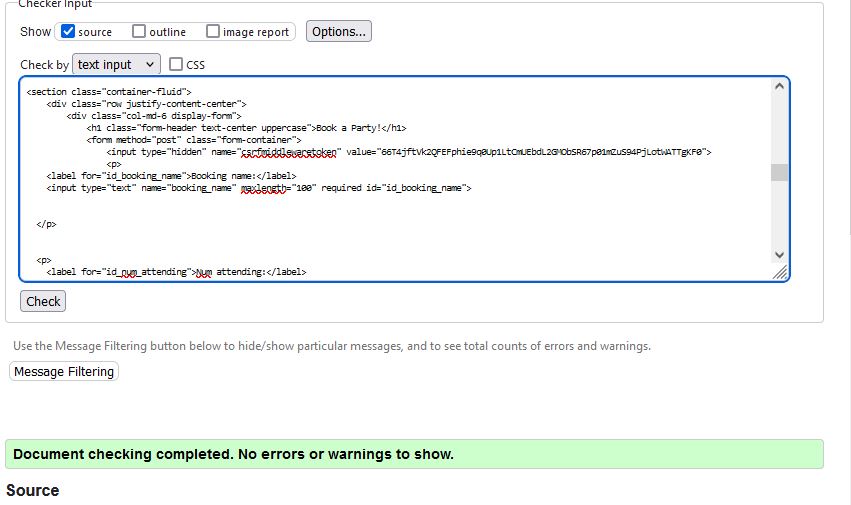 Checker Input
Show source outline image report Options...
Check by text input CSS
<section class="container-fluid">
<div class="row justify-content-center">
<div class="col-md-6 display-form">
<h1 class="form-header text-center uppercase">Book a Party!</h1>
<form method="post" class="form-container">
<input type="hidden" name="csrfmiddlewaretoken" value="66T4jftVk2QFEFphie9q0Up1LtCmUEbdL2GMObSR67p01mZuS94PjLotWATTgKF0">
<p>
<label for="id_booking_name">Booking name:</label>
<input type="text" name="booking_name" maxlength="100" required id="id_booking_name">
</p>
<p>
<label for="id_num_attending">Num attending:</label>
Check
Use the Message Filtering button below to hide/show particular messages, and to see total counts of errors and warnings.
Message Filtering
Document checking completed. No errors or warnings to show.
Source